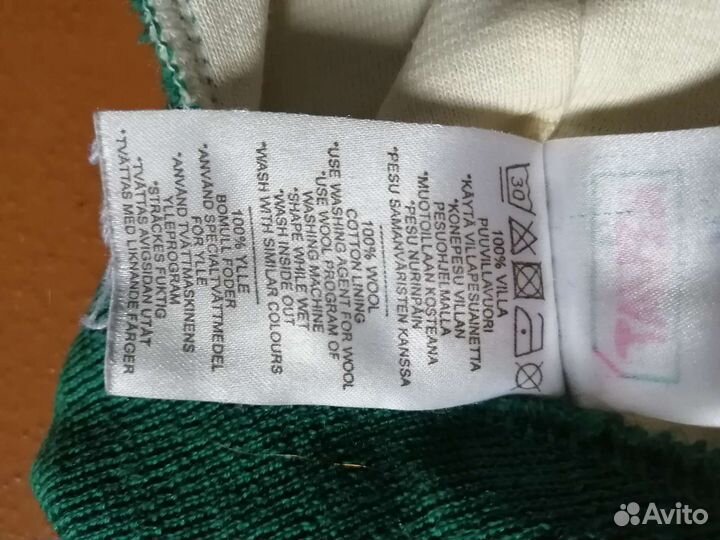 30
100% VILLA
PUUVILLAVUORI
*KÄYTÄ VILLAPESUAINETTA
*KONEPESU VILLAN
PESUOHJELMALLA
*MUOTOILLAAN KOSTEANA
*PESU NURINPÄIN
*PESU SAMANVÄRISTEN KANSSA
100% WOOL
COTTON LINING
*USE WASHING AGENT FOR WOOL
*USE WOOL PROGRAM OF
WASHING MACHINE
*SHAPE WHILE WET
*WASH INSIDE OUT
*WASH WITH SIMILAR COLOURS
100% YLLE
BOMULL FODER
*ANVÄND SPECIALTVÄTTMEDEL
FÖR YLLE
*ANVÄND TVÄTTMASKINENS
YLLEPROGRAM
*STRÄCKES FUKTIG
*TVÄTTAS AVIGSIDAN UTÅT
*TVÄTTAS MED LIKNANDE FÄRGER
Avito